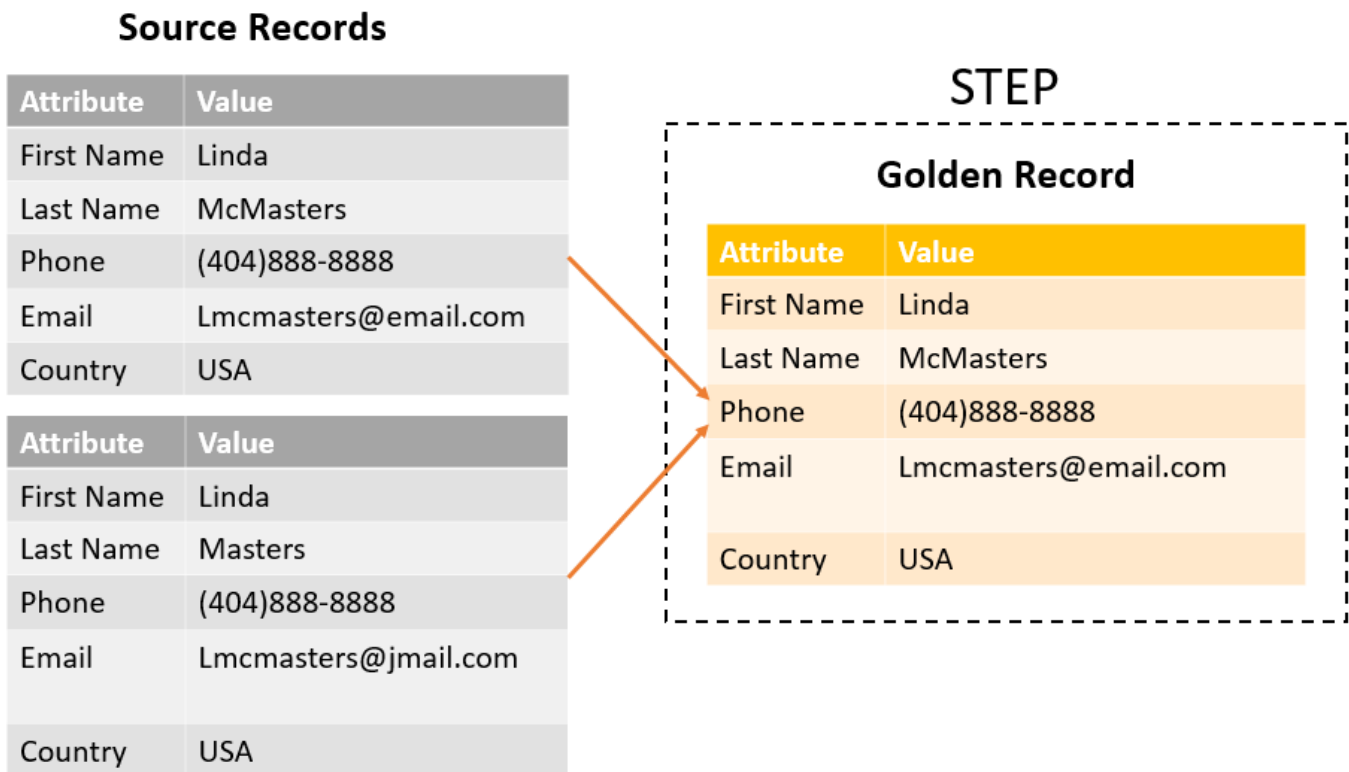 Source Records
Attribute Value
First Name Linda
Last Name McMasters
Phone (404)888-8888
Email Lmcmasters@email.com
Country USA
Attribute Value
First Name Linda
Last Name Masters
Phone (404)888-8888
Email Lmcmasters@jmail.com
Country USA
STEP
Golden Record
Attribute Value
First Name Linda
Last Name McMasters
Phone (404)888-8888
Email Lmcmasters@email.com
Country USA